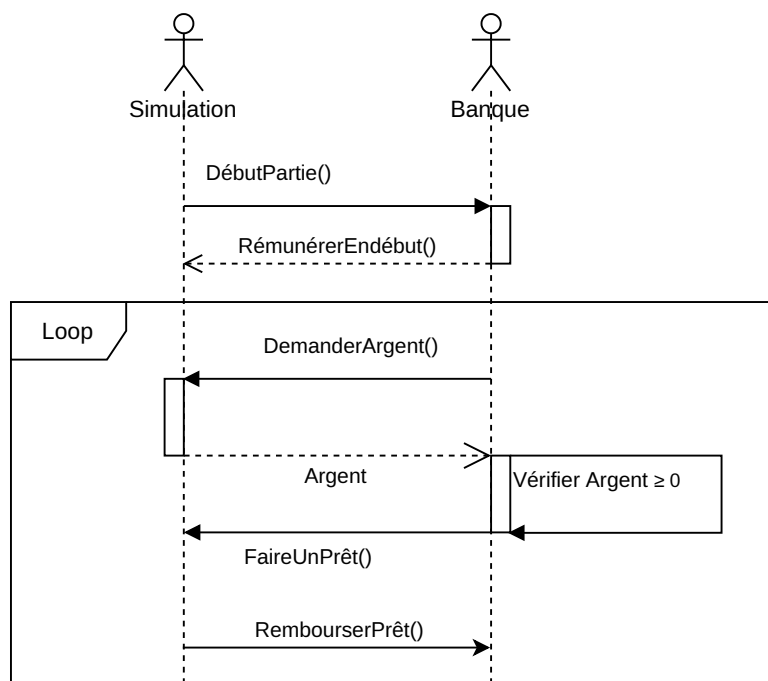 Simulation
Banque
DébutPartie()
RémunérerEndébut()
Loop
DemanderArgent()
Argent
Vérifier Argent ≥ 0
FaireUnPrêt()
RembourserPrêt()